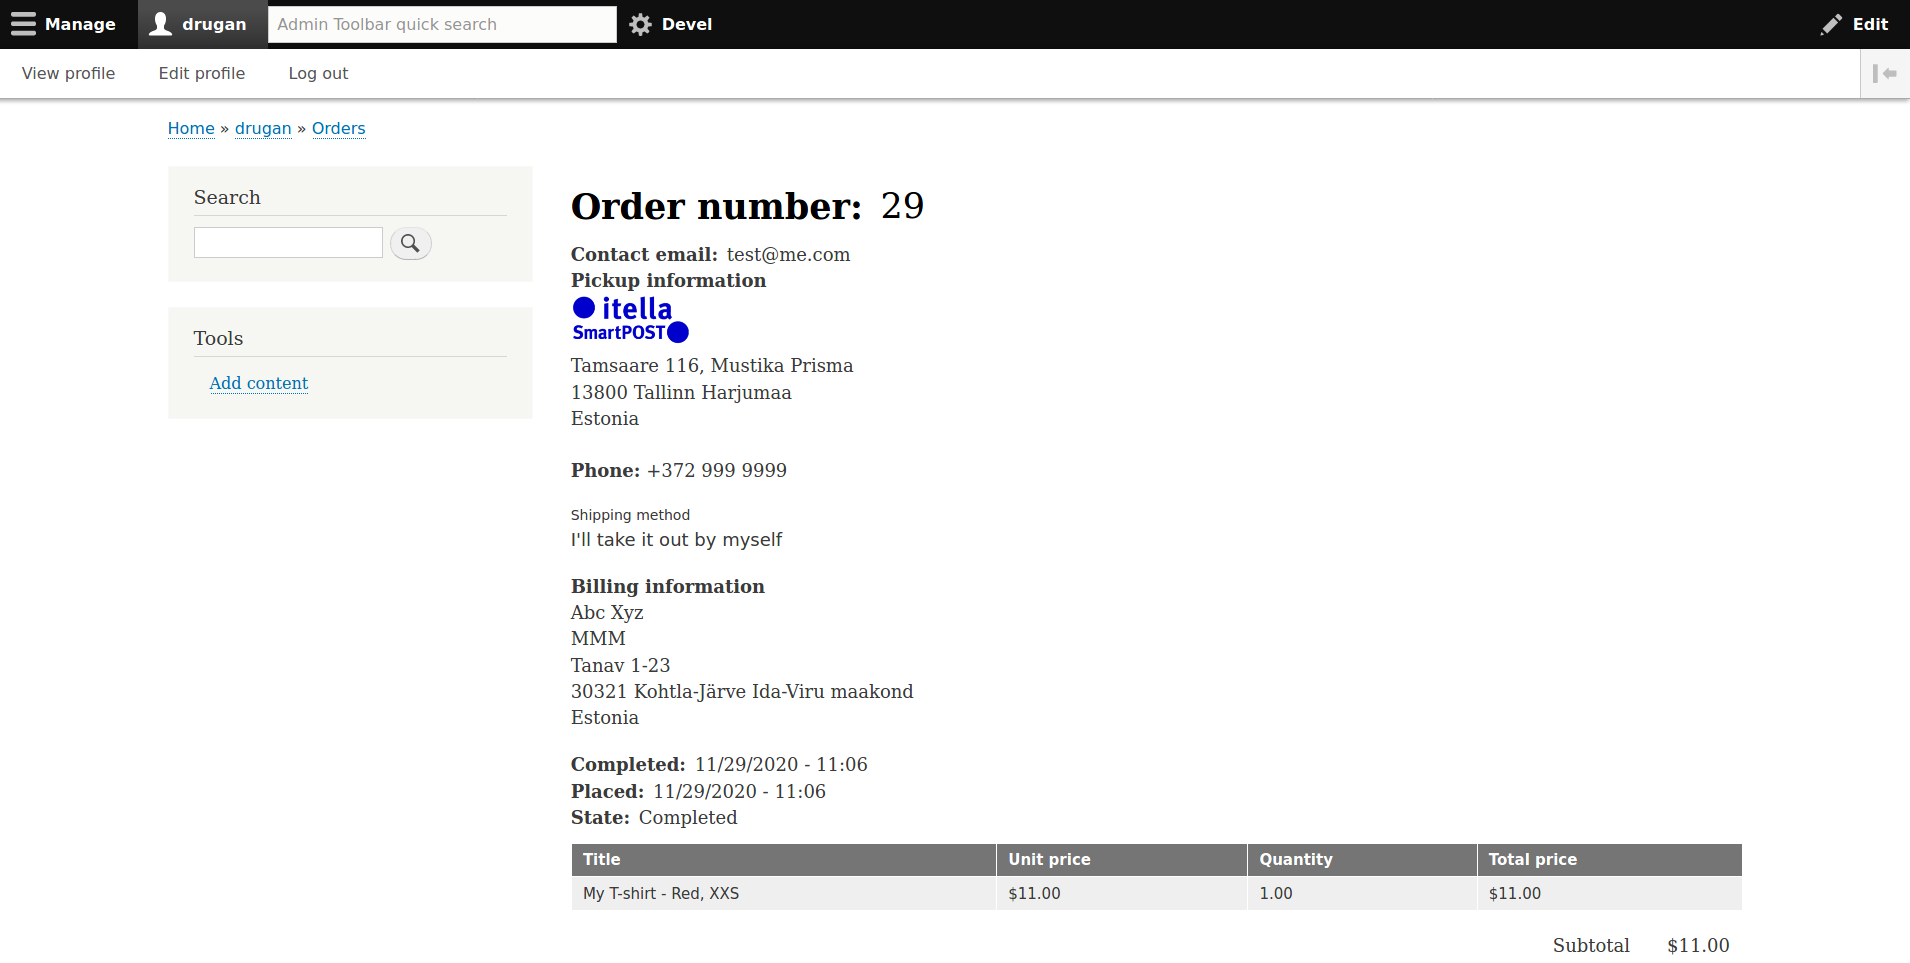 Manage drugan Admin Toolbar quick search Devel Edit
View profile Edit profile Log out
Home » drugan » Orders
Search
Tools
Add content
Order number: 29
Contact email: test@me.com
Pickup information
itella
SmartPOST
Tamsaare 116, Mustika Prisma
13800 Tallinn Harjumaa
Estonia
Phone: +372 999 9999
Shipping method
I'll take it out by myself
Billing information
Abc Xyz
MMM
Tanav 1-23
30321 Kohtla-Järve Ida-Viru maakond
Estonia
Completed: 11/29/2020 - 11:06
Placed: 11/29/2020 - 11:06
State: Completed
Title Unit price Quantity Total price
My T-shirt - Red, XXS $11.00 1.00 $11.00
Subtotal $11.00